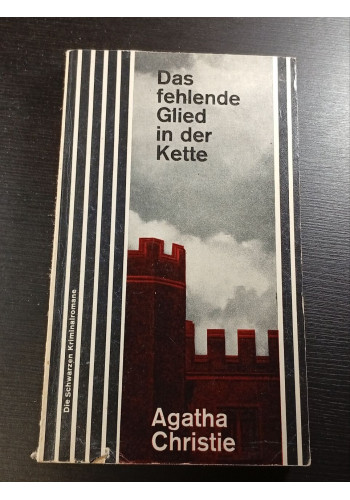 Das
fehlende
Glied
in der
Kette
Die Schwarzen Kriminalromane
Agatha
Christie